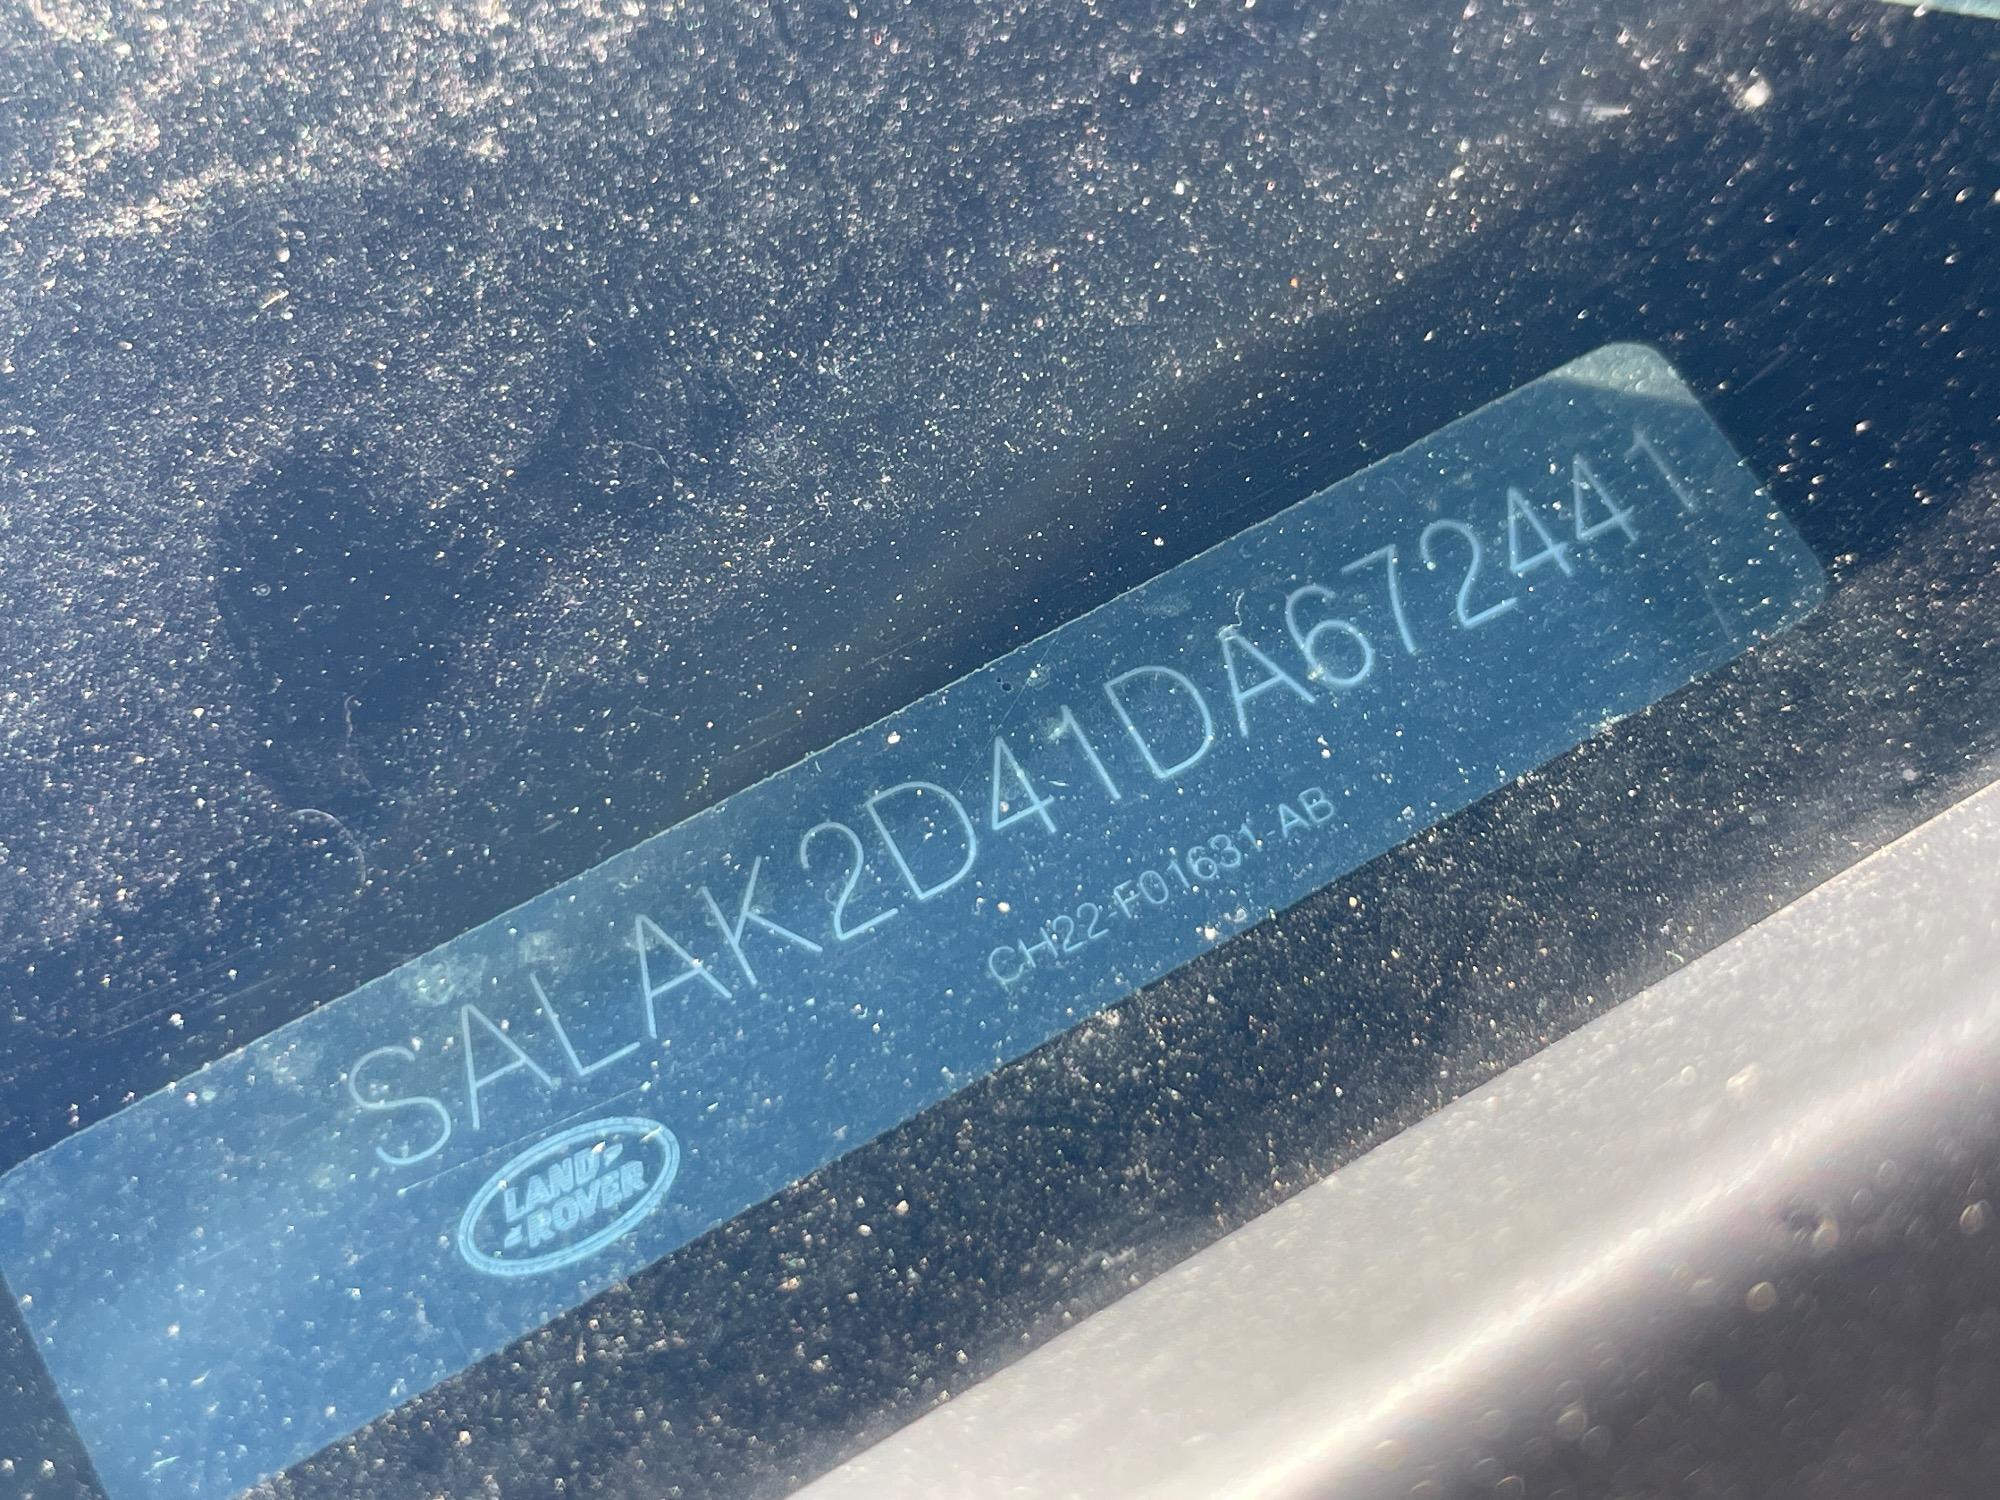 SALAK2D41DA672441
LAND-
-ROVER
CH22-F01631-AB